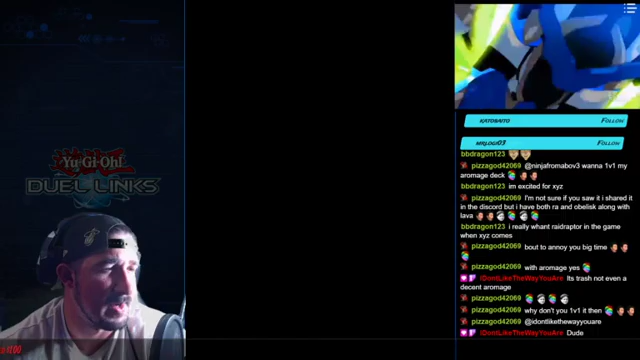 KATOSAITO FOLLOW
MRLOGI03 FOLLOW
bbdragon123
pizzagod42069 @ninjafromabov3 wanna 1v1 my
aromage deck
bbdragon123 im excited for xyz
pizzagod42069 I'm not sure if you saw it i shared it
in the discord but i have both ra and obelisk along with
lava
bbdragon123 i really whant raidraptor in the game
when xyz comes
pizzagod42069 bout to annoy you big time
pizzagod42069 with aromage yes
iDontLikeTheWayYouAre Its trash not even a
decent aromage
pizzagod42069
pizzagod42069 why don't you 1v1 it then
pizzagod42069 @idontlikethewayyouare
iDontLikeTheWayYouAre Dude
Yu-Gi-Oh!
DUEL LINKS